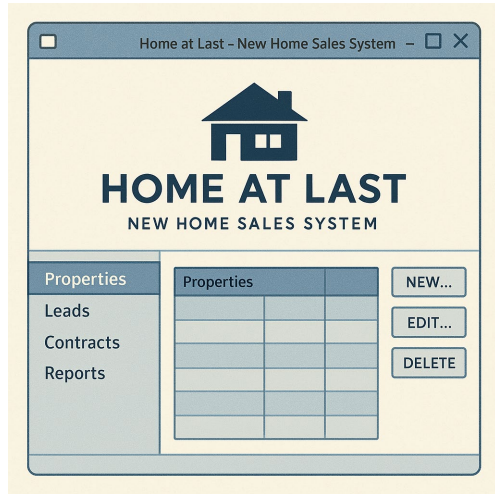 Home at Last – New Home Sales System
HOME AT LAST
NEW HOME SALES SYSTEM
Properties
Leads
Contracts
Reports
Properties
NEW...
EDIT...
DELETE